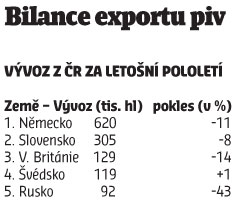 Bilance exportu piv
VÝVOZ Z ČR ZA LETOŠNÍ POLOLETÍ
Země – Vývoz (tis. hl) pokles (v %)
1. Německo 620 -11
2. Slovensko 305 -8
3. V. Británie 129 -14
4. Švédsko 119 +1
5. Rusko 92 -43